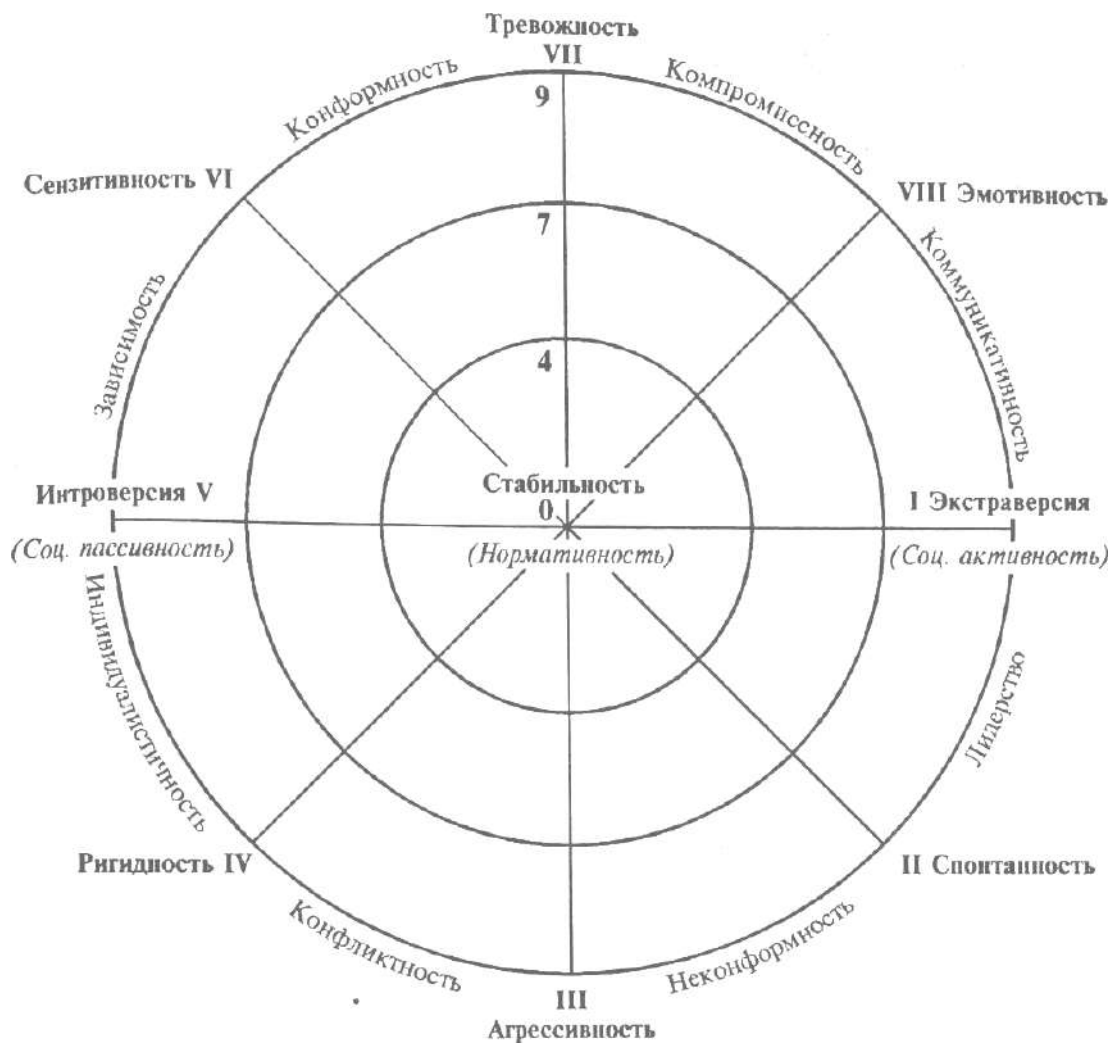 Тревожность
VII
Конформность
Компромиссность
9
Сензитивность VI
VIII Эмотивность
7
Зависимость
Коммуникативность
4
Стабильность
Интроверсия V
0
I Экстраверсия
(Соц. пассивность)
(Нормативность)
(Соц. активность)
Индивидуалистичность
Лидерство
Ригидность IV
II Спонтанность
Конфликтность
Неконформность
III
Агрессивность